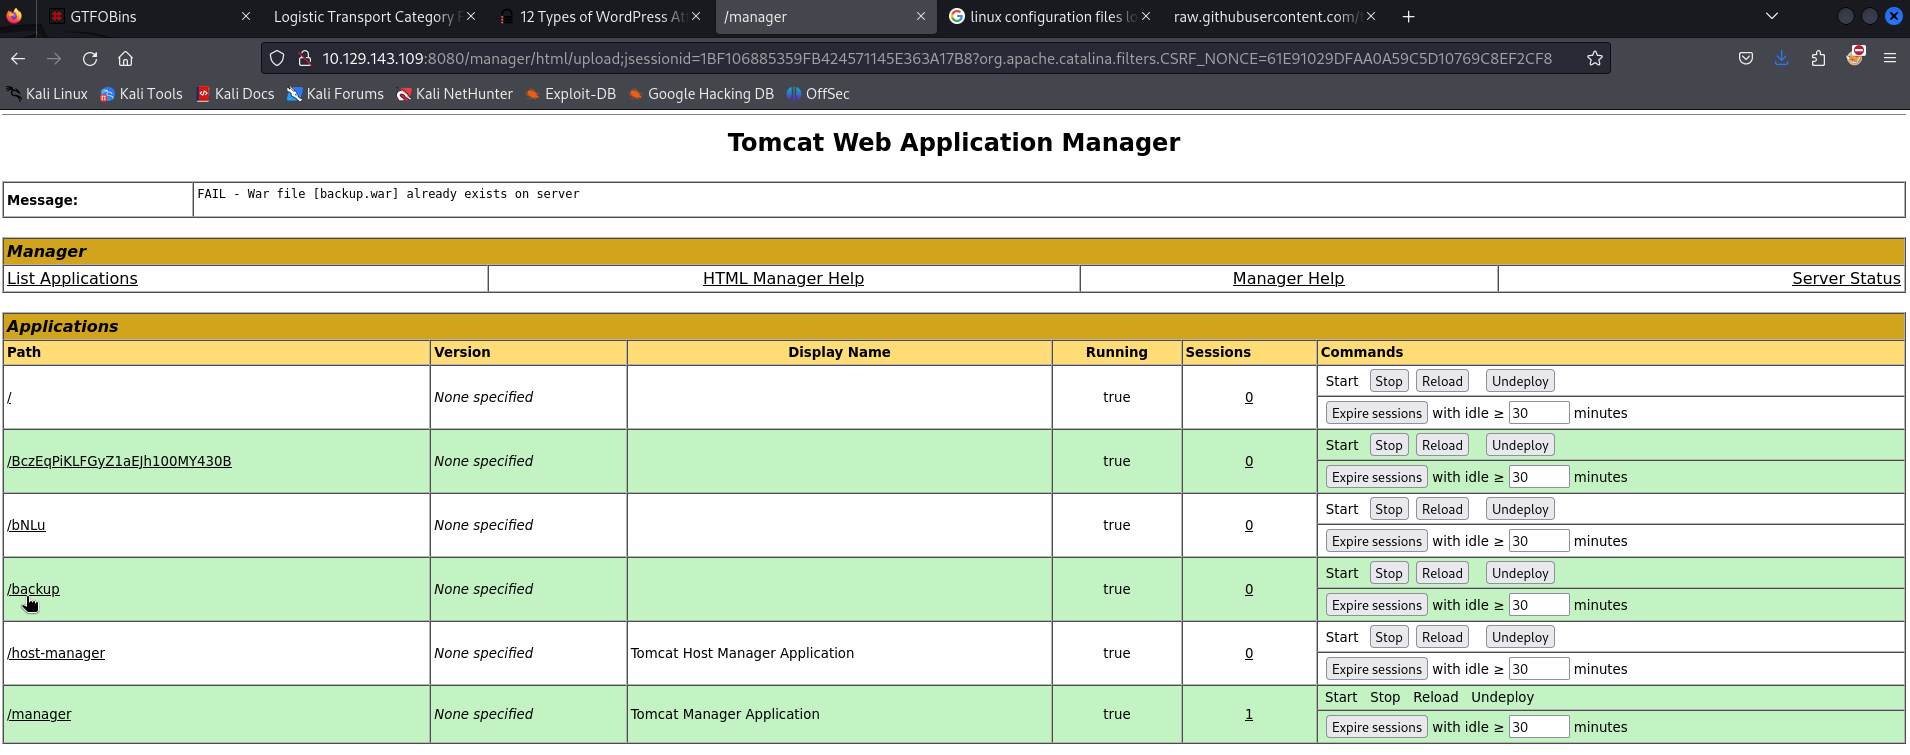 GTFOBins
Logistic Transport Category
12 Types of WordPress At
/manager
linux configuration files lo
raw.githubusercontent.com/
10.129.143.109:8080/manager/html/upload;jsessionid=1BF106885359FB424571145E363A17B8?org.apache.catalina.filters.CSRF_NONCE=61E91029DFAA0A59C5D10769C8EF2CF8
Kali Linux Kali Tools Kali Docs Kali Forums Kali NetHunter Exploit-DB Google Hacking DB OffSec
Tomcat Web Application Manager
Message: FAIL - War file [backup.war] already exists on server
Manager
List Applications HTML Manager Help Manager Help Server Status
Applications
Path Version Display Name Running Sessions Commands
/ None specified true 0 Start Stop Reload Undeploy
Expire sessions with idle ≥ 30 minutes
/BczEqPiKLFGyZ1aEJh100MY430B None specified true 0 Start Stop Reload Undeploy
Expire sessions with idle ≥ 30 minutes
/bNLu None specified true 0 Start Stop Reload Undeploy
Expire sessions with idle ≥ 30 minutes
/backup None specified true 0 Start Stop Reload Undeploy
Expire sessions with idle ≥ 30 minutes
/host-manager None specified Tomcat Host Manager Application true 0 Start Stop Reload Undeploy
Expire sessions with idle ≥ 30 minutes
/manager None specified Tomcat Manager Application true 1 Start Stop Reload Undeploy
Expire sessions with idle ≥ 30 minutes